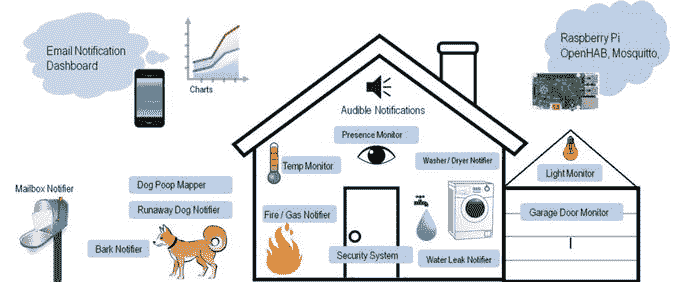 Email Notification
Dashboard
Charts
Raspberry Pi
OpenHAB, Mosquitto,
Audible Notifications
Presence Monitor
Temp Monitor
Washer / Dryer Notifier
Light Monitor
Mailbox Notifier
Dog Poop Mapper
Runaway Dog Notifier
Fire / Gas Notifier
Garage Door Monitor
Bark Notifier
Security System
Water Leak Notifier